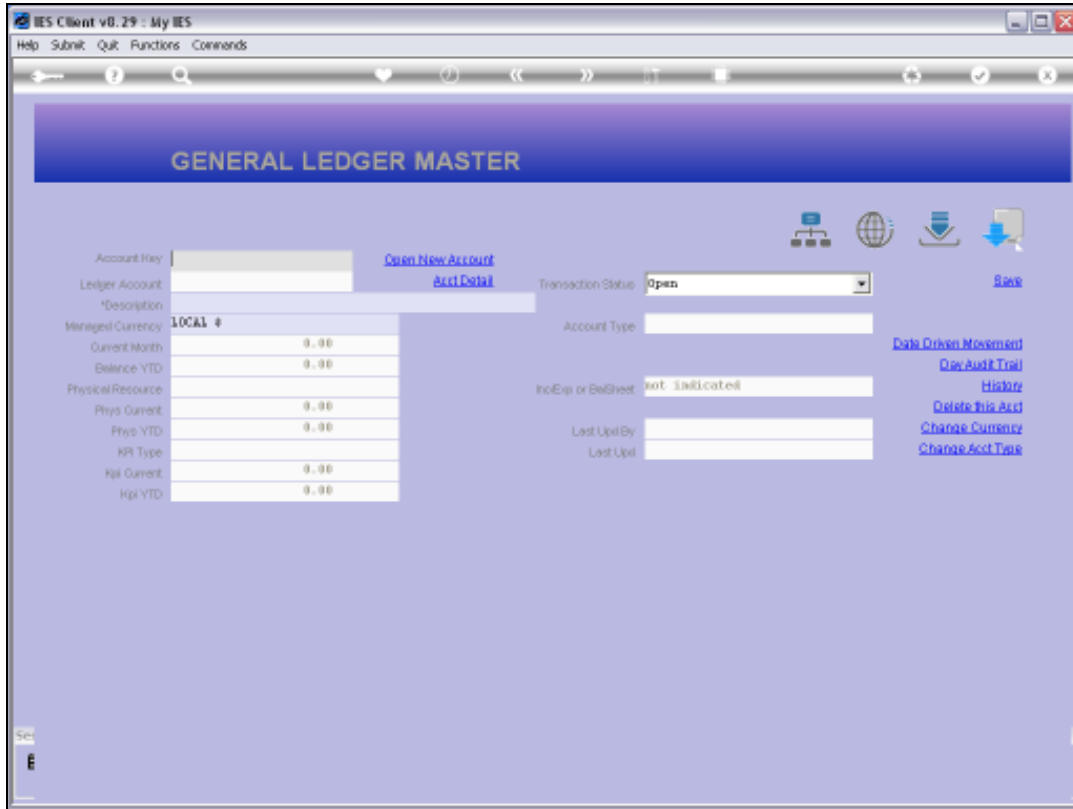 IES Client v8.29 : My IES
Help Submit Quit Functions Commands
GENERAL LEDGER MASTER
Account Key
Open New Account
Ledger Account
Acct Detail
Transaction Status Open
Save
*Description
Managed Currency LOCAL #
Account Type
Current Month 0.00
Date Driven Movement
Balance YTD 0.00
Day Audit Trail
Physical Resource
Inc/Exp or BalSheet not indicated
History
Phys Current 0.00
Delete this Acct
Phys YTD 0.00
Last Upd By
Change Currency
KPI Type
Last Upd
Change Acct Type
Kpi Current 0.00
Kpi YTD 0.00